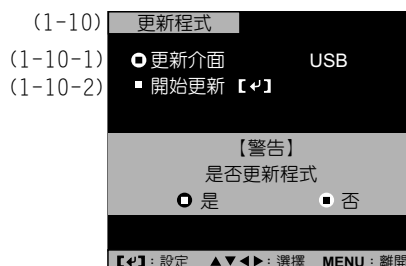 (1-10) 更新程式
(1-10-1) 更新介面 USB
(1-10-2) 開始更新【↵】
【警告】
是否更新程式
是 否
【↵】：設定 ▲▼◀▶：選擇 MENU：離開